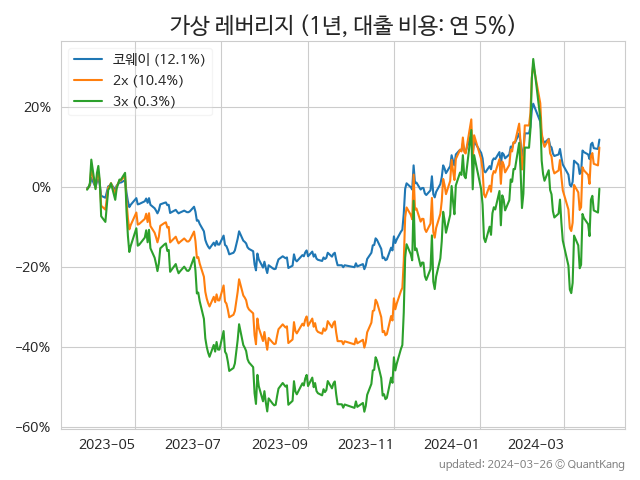 가상 레버리지 (1년, 대출 비용: 연 5%)
코웨이 (12.1%)
2x (10.4%)
3x (0.3%)
20%
0%
−20%
−40%
−60%
2023-05 2023-07 2023-09 2023-11 2024-01 2024-03
updated: 2024-03-26 © QuantKang